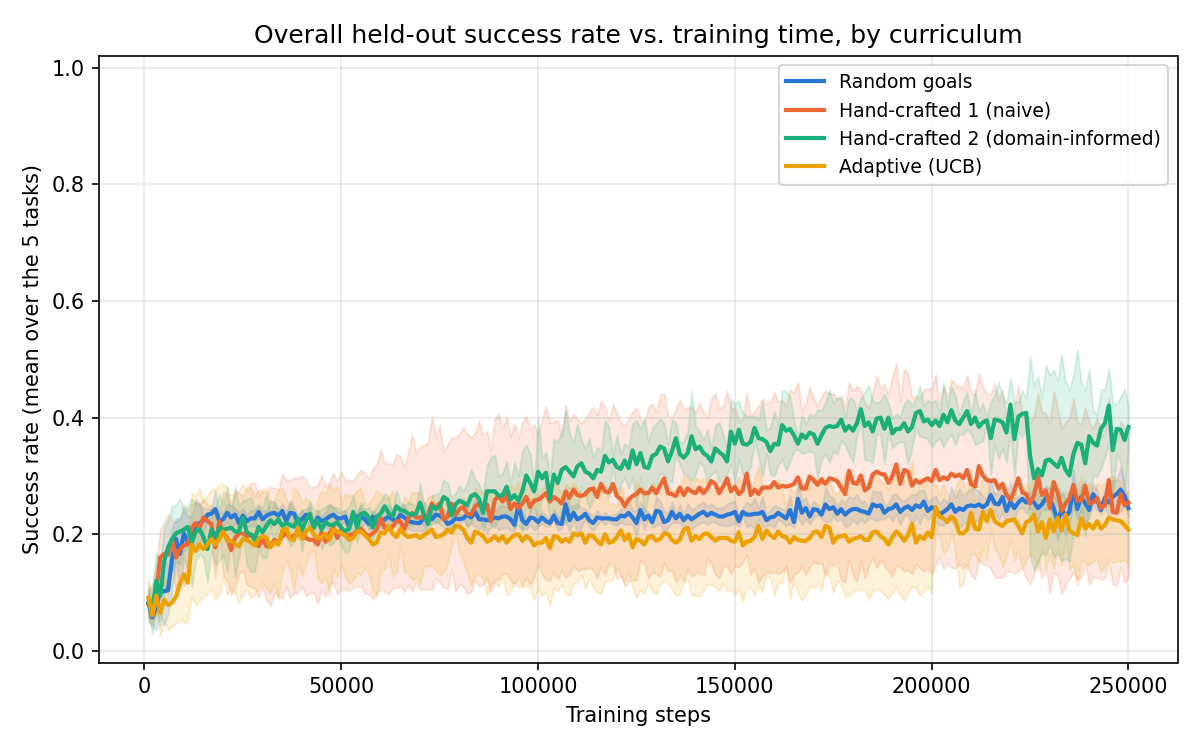 Overall held-out success rate vs. training time, by curriculum
Success rate (mean over the 5 tasks)
1.0
0.8
0.6
0.4
0.2
0.0
Random goals
Hand-crafted 1 (naive)
Hand-crafted 2 (domain-informed)
Adaptive (UCB)
0
50000
100000
150000
200000
250000
Training steps